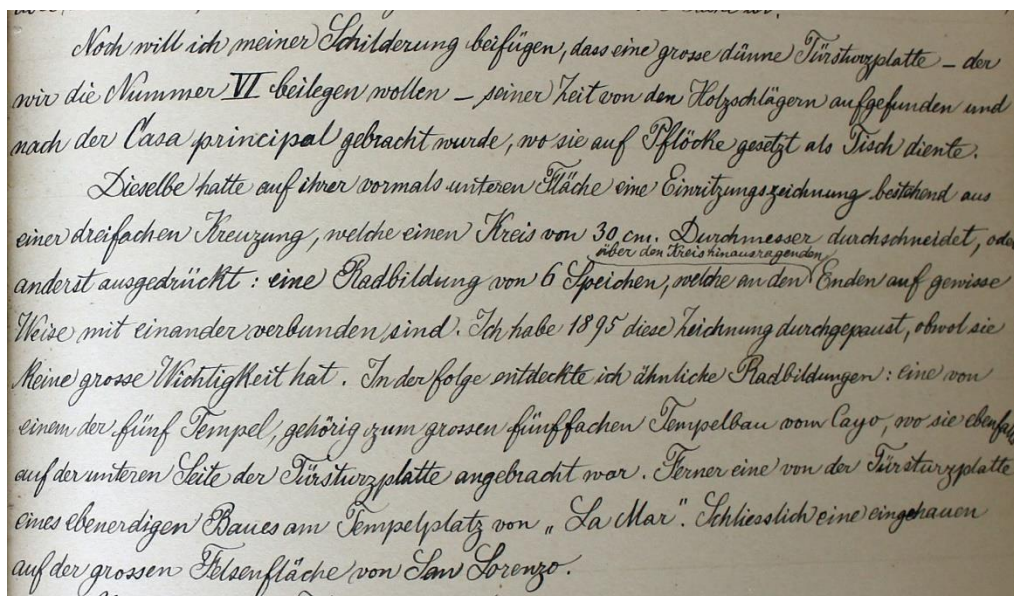 Noch will ich meiner Schilderung beifügen, dass eine grosse dünne Türsturzplatte – der
wir die Nummer VI beilegen wollen – seiner Zeit von den Holzschlägern aufgefunden und
nach der Casa principal gebracht wurde, wo sie auf Pflöcke gesetzt als Tisch diente.
Dieselbe hatte auf ihrer vormals unteren Fläche eine Einritzungszeichnung bestehend aus
einer dreifachen Kreuzung, welche einen Kreis von 30 cm. Durchmesser durchschneidet, oder
über den Kreis hinausragenden
anderst ausgedrückt: eine Radbildung von 6 Speichen, welche an den Enden auf gewisse
Weise mit einander verbunden sind. Ich habe 1895 diese Zeichnung durchgepaust, obwol sie
keine grosse Wichtigkeit hat. In der folge entdeckte ich ähnliche Radbildungen: eine von
einem der fünf Tempel, gehörig zum grossen fünffachen Tempelbau vom Cayo, wo sie ebenfalls
auf der unteren Seite der Türsturzplatte angebracht war. Ferner eine von der Türsturzplatte
eines ebenerdigen Baues am Tempelplatz von „La Mar". Schliesslich eine eingehauen
auf der grossen Felsenfläche von San Lorenzo.